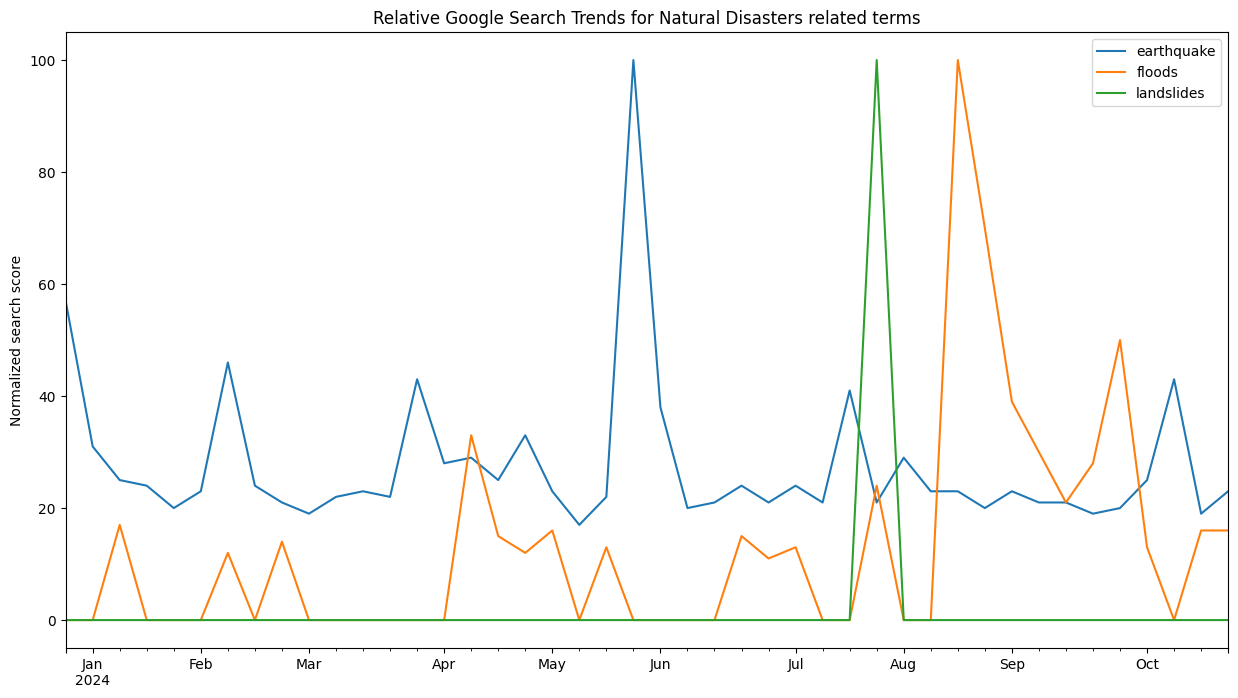 Relative Google Search Trends for Natural Disasters related terms
earthquake
floods
landslides
Normalized search score
100
80
60
40
20
0
Jan
2024
Feb
Mar
Apr
May
Jun
Jul
Aug
Sep
Oct